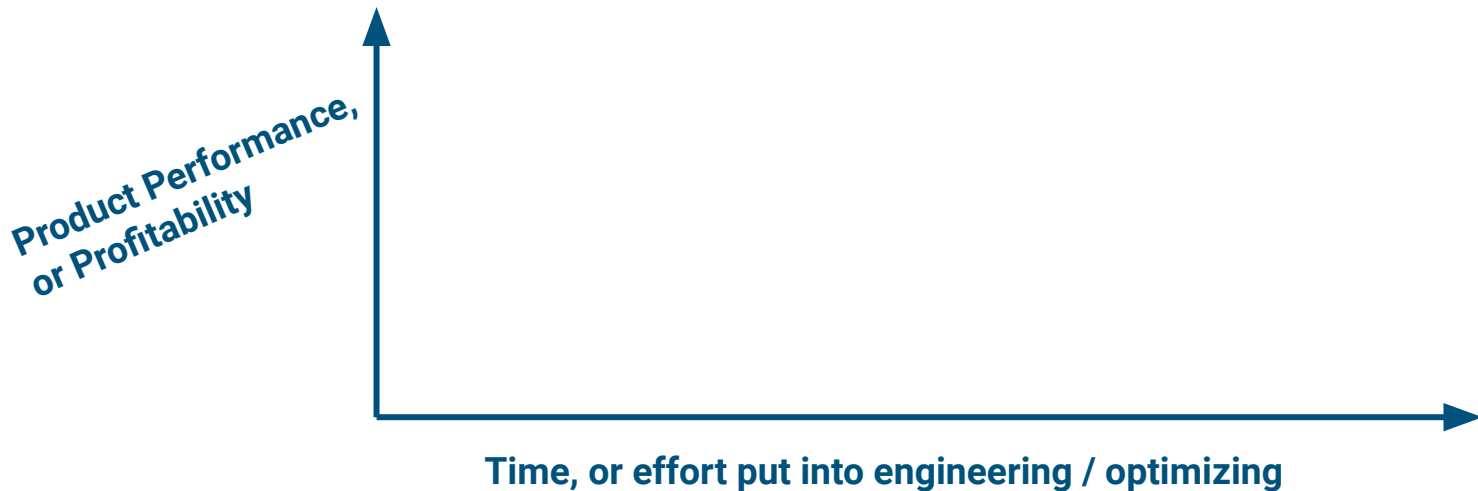 Product Performance,
or Profitability
Time, or effort put into engineering / optimizing